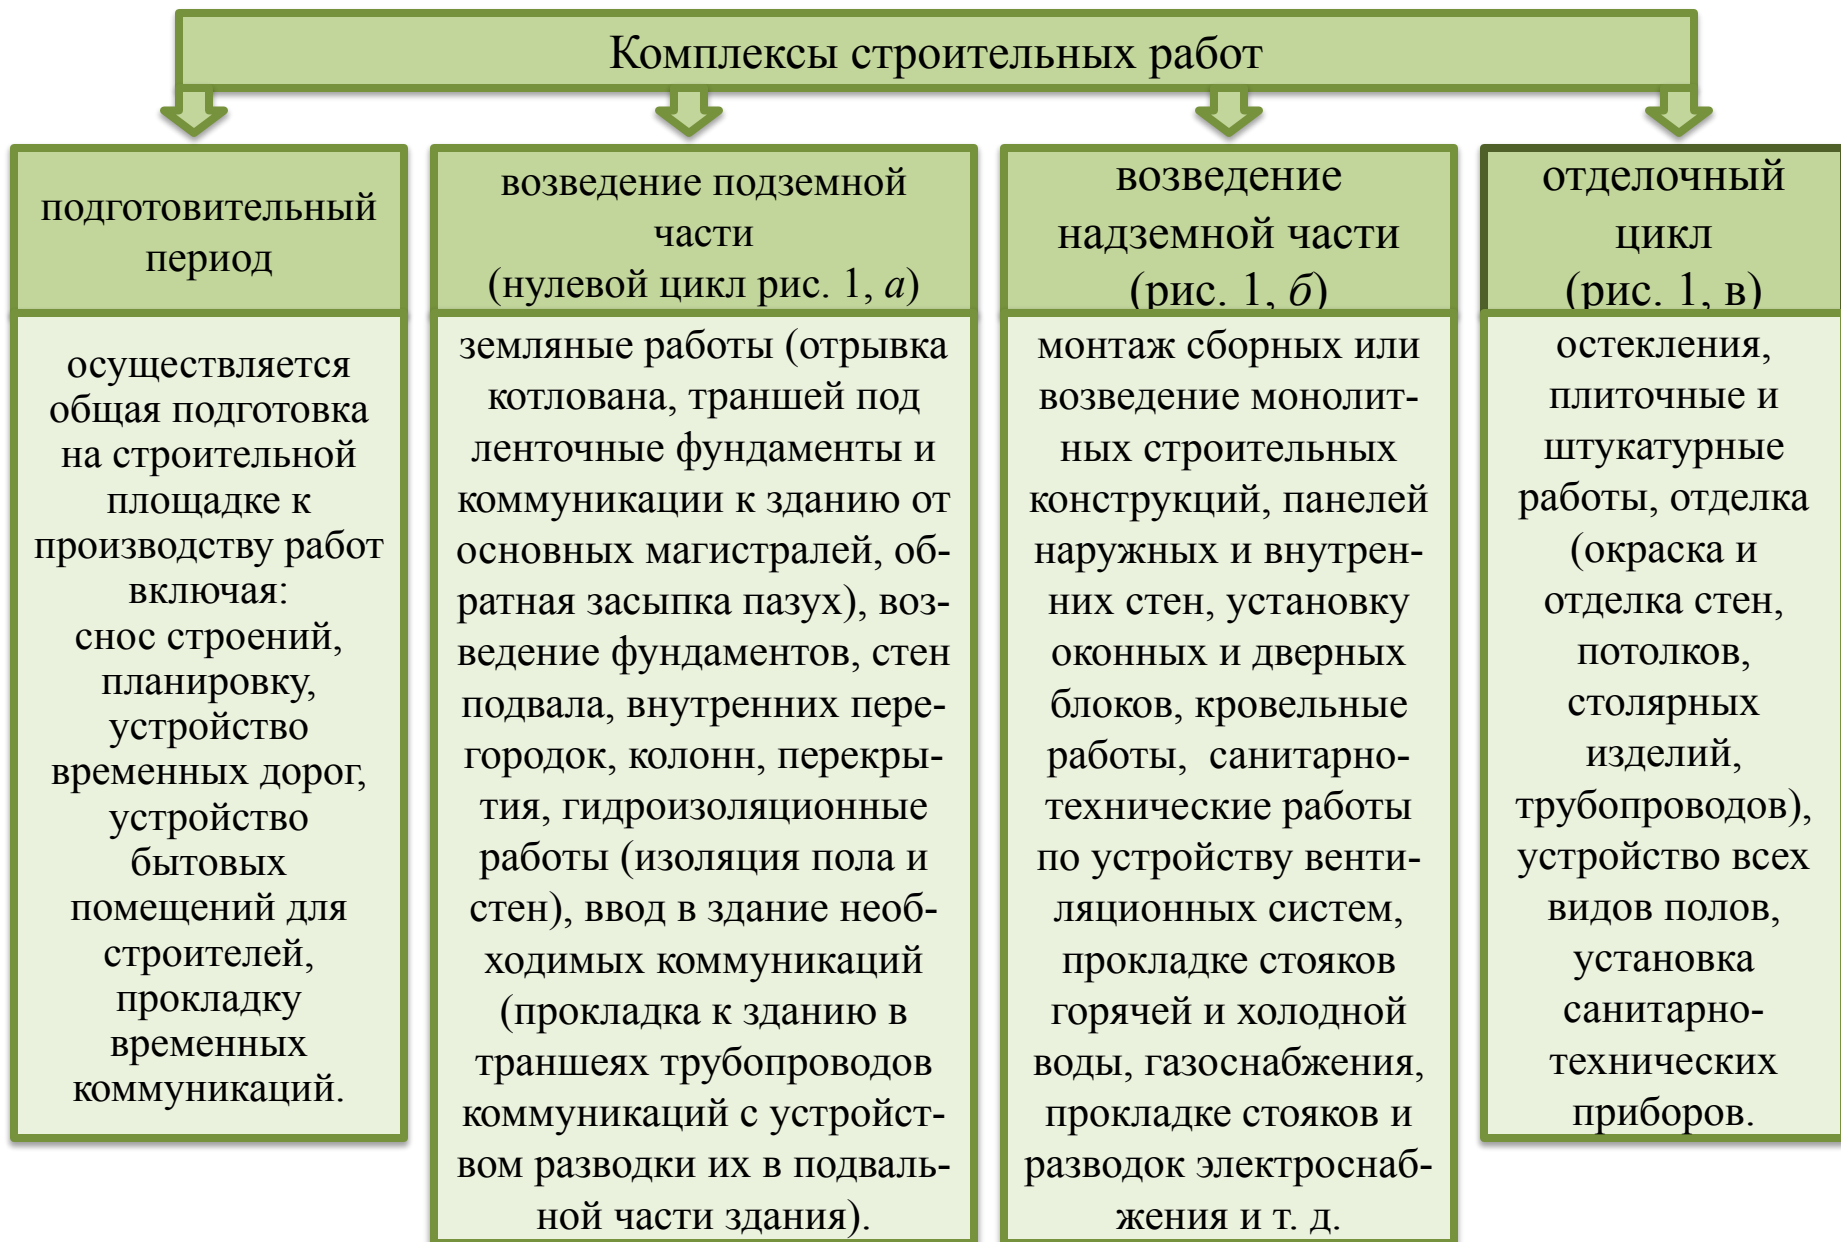 Комплексы строительных работ
подготовительный
период
осуществляется
общая подготовка
на строительной
площадке к
производству работ
включая:
снос строений,
планировку,
устройство
временных дорог,
устройство
бытовых
помещений для
строителей,
прокладку
временных
коммуникаций.
возведение подземной
части
(нулевой цикл рис. 1, а)
земляные работы (отрывка
котлована, траншей под
ленточные фундаменты и
коммуникации к зданию от
основных магистралей, об-
ратная засыпка пазух), воз-
ведение фундаментов, стен
подвала, внутренних пере-
городок, колонн, перекры-
тия, гидроизоляционные
работы (изоляция пола и
стен), ввод в здание необ-
ходимых коммуникаций
(прокладка к зданию в
траншеях трубопроводов
коммуникаций с устройст-
вом разводки их в подваль-
ной части здания).
возведение
надземной части
(рис. 1, б)
монтаж сборных или
возведение монолит-
ных строительных
конструкций, панелей
наружных и внутрен-
них стен, установку
оконных и дверных
блоков, кровельные
работы, санитарно-
технические работы
по устройству венти-
ляционных систем,
прокладке стояков
горячей и холодной
воды, газоснабжения,
прокладке стояков и
разводок электроснаб-
жения и т. д.
отделочный
цикл
(рис. 1, в)
остекления,
плиточные и
штукатурные
работы, отделка
(окраска и
отделка стен,
потолков,
столярных
изделий,
трубопроводов),
устройство всех
видов полов,
установка
санитарно-
технических
приборов.